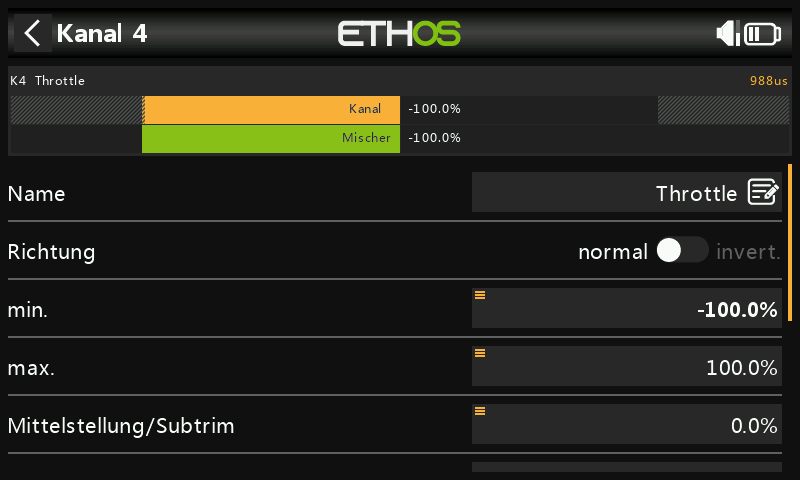 Kanal 4
ETHOS
K4 Throttle 988us
Kanal -100.0%
Mischer -100.0%
Name Throttle
Richtung normal invert.
min. -100.0%
max. 100.0%
Mittelstellung/Subtrim 0.0%